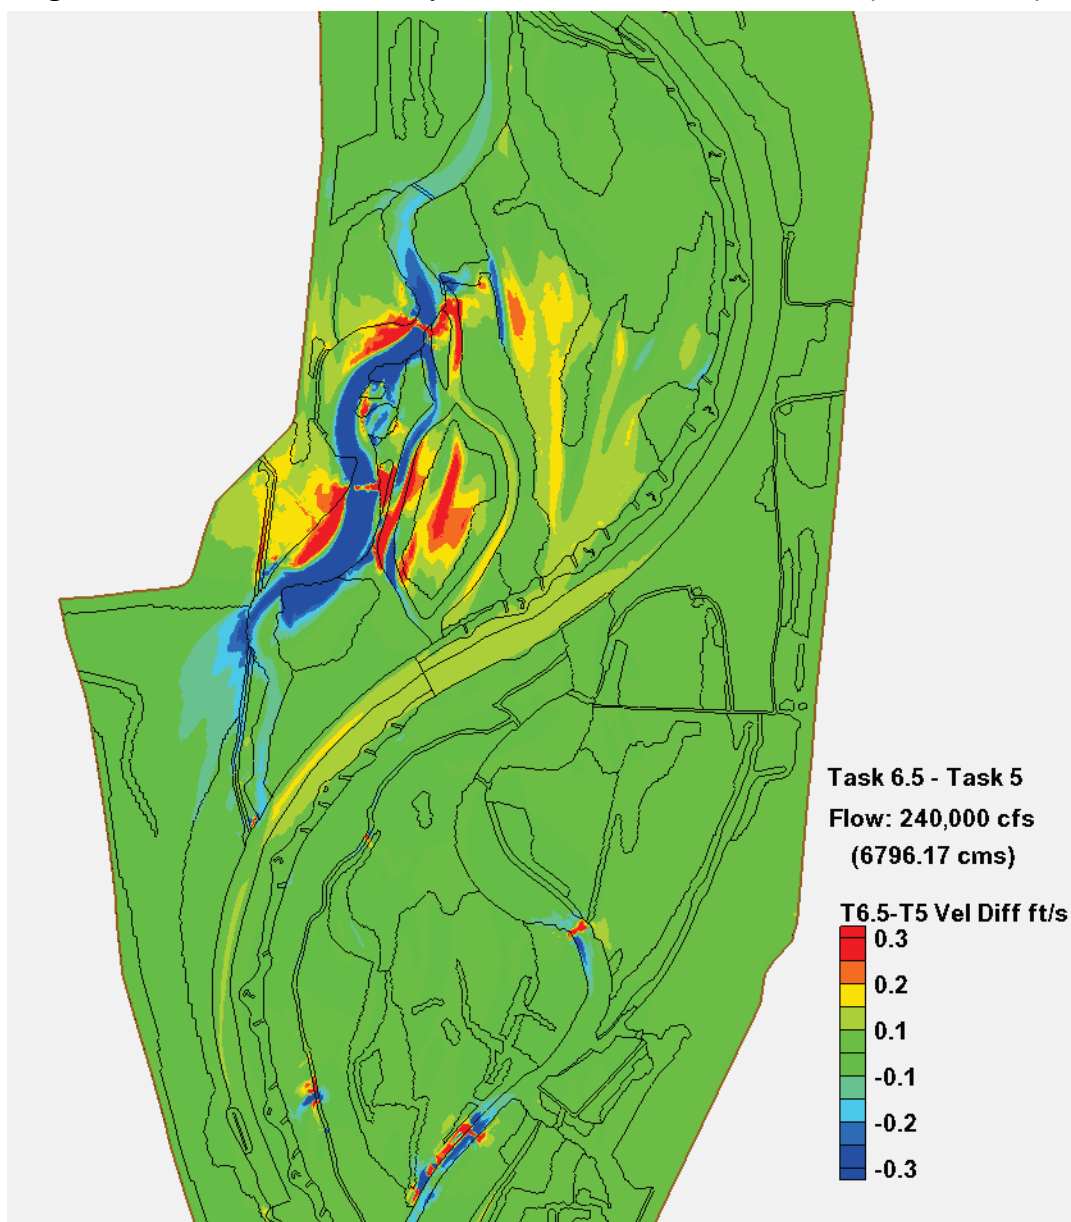 Task 6.5 - Task 5
Flow: 240,000 cfs
(6796.17 cms)
T6.5-T5 Vel Diff ft/s
0.3
0.2
0.1
-0.1
-0.2
-0.3